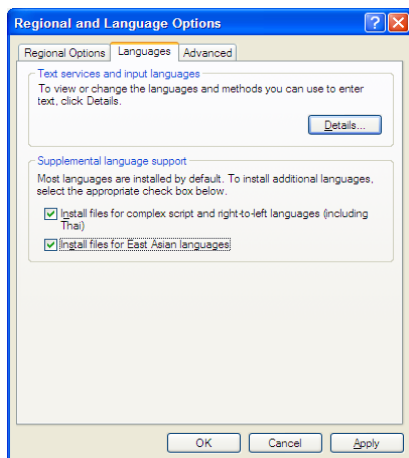 Regional and Language Options
Regional Options
Languages
Advanced
Text services and input languages
To view or change the languages and methods you can use to enter
text, click Details.
Details...
Supplemental language support
Most languages are installed by default. To install additional languages,
select the appropriate check box below.
Install files for complex script and right-to-left languages (including
Thai)
Install files for East Asian languages
OK
Cancel
Apply